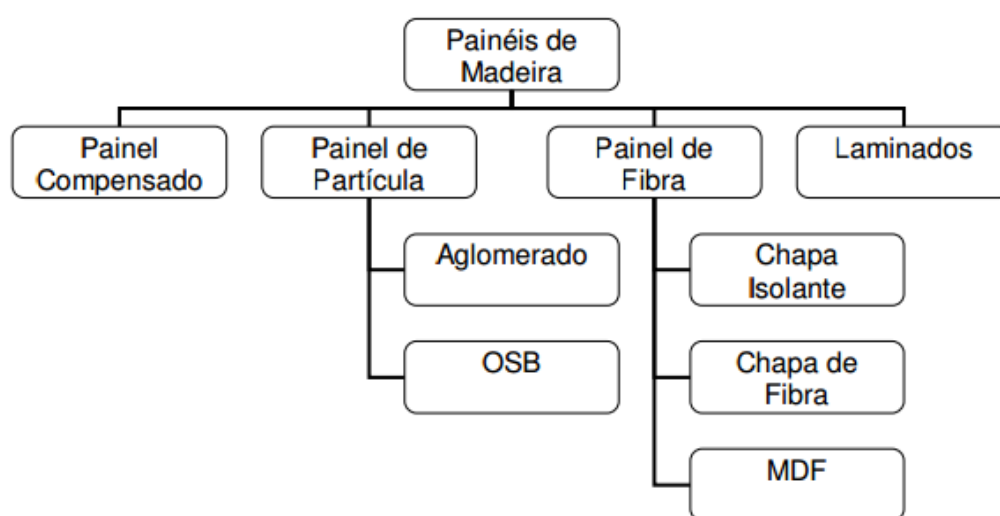 Painéis de
Madeira
Painel
Compensado
Painel de
Partícula
Painel de
Fibra
Laminados
Aglomerado
OSB
Chapa
Isolante
Chapa de
Fibra
MDF